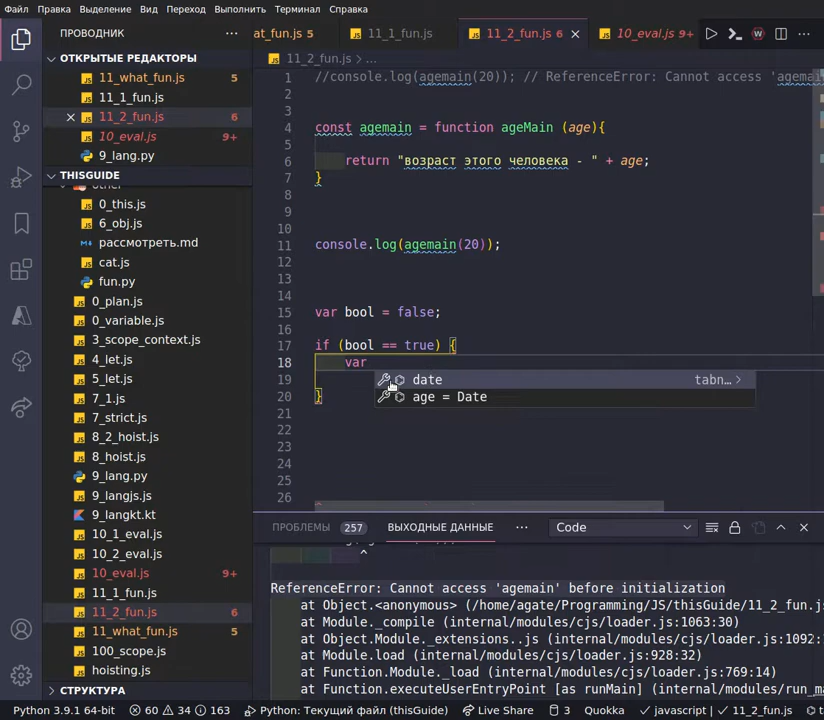 Файл Правка Выделение Вид Переход Выполнить Терминал Справка
ПРОВОДНИК
at_fun.js 5 11_1_fun.js 11_2_fun.js 6 10_eval.js 9+
ОТКРЫТЫЕ РЕДАКТОРЫ
11_what_fun.js 5
11_1_fun.js
11_2_fun.js 6
10_eval.js 9+
9_lang.py
THISGUIDE
other
0_this.js
6_obj.js
рассмотреть.md
cat.js
fun.py
0_plan.js
0_variable.js
3_scope_context.js
4_let.js
5_let.js
7_1.js
7_strict.js
8_2_hoist.js
8_hoist.js
9_lang.py
9_langjs.js
9_langkt.kt
10_1_eval.js
10_2_eval.js
10_eval.js 9+
11_1_fun.js
11_2_fun.js 6
11_what_fun.js 5
100_scope.js
hoisting.js
СТРУКТУРА
11_2_fun.js > ...
1 //console.log(agemain(20)); // ReferenceError: Cannot access 'agemai
2
3
4 const agemain = function ageMain (age){
5
6 return "возраст этого человека - " + age;
7 }
8
9
10
11 console.log(agemain(20));
12
13
14
15 var bool = false;
16
17 if (bool == true) {
18 var
19
20 }
21
22
23
24
25
26
date tabn...
age = Date
ПРОБЛЕМЫ 257 ВЫХОДНЫЕ ДАННЫЕ ... Code
^
ReferenceError: Cannot access 'agemain' before initialization
at Object.<anonymous> (/home/agate/Programming/JS/thisGuide/11_2_fun.js
at Module._compile (internal/modules/cjs/loader.js:1063:30)
at Object.Module._extensions..js (internal/modules/cjs/loader.js:1092:
at Module.load (internal/modules/cjs/loader.js:928:32)
at Function.Module._load (internal/modules/cjs/loader.js:769:14)
at Function.executeUserEntryPoint [as runMain] (internal/modules/run_ma
Python 3.9.1 64-bit 60 34 163 Python: Текущий файл (thisGuide) Live Share 3 Quokka javascript | 11_2_fun.js